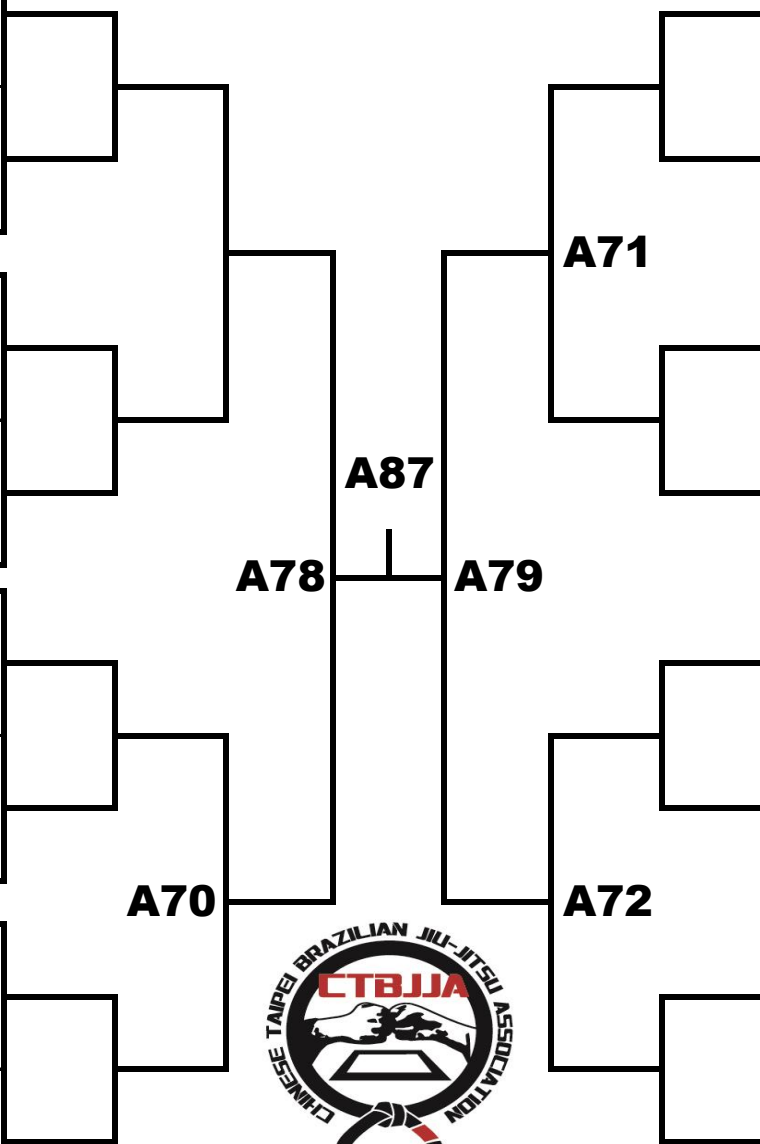 A71
A87
A78
A79
A70
A72
CHINESE TAIPEI BRAZILIAN JIU-JITSU ASSOCIATION
CTBJJA